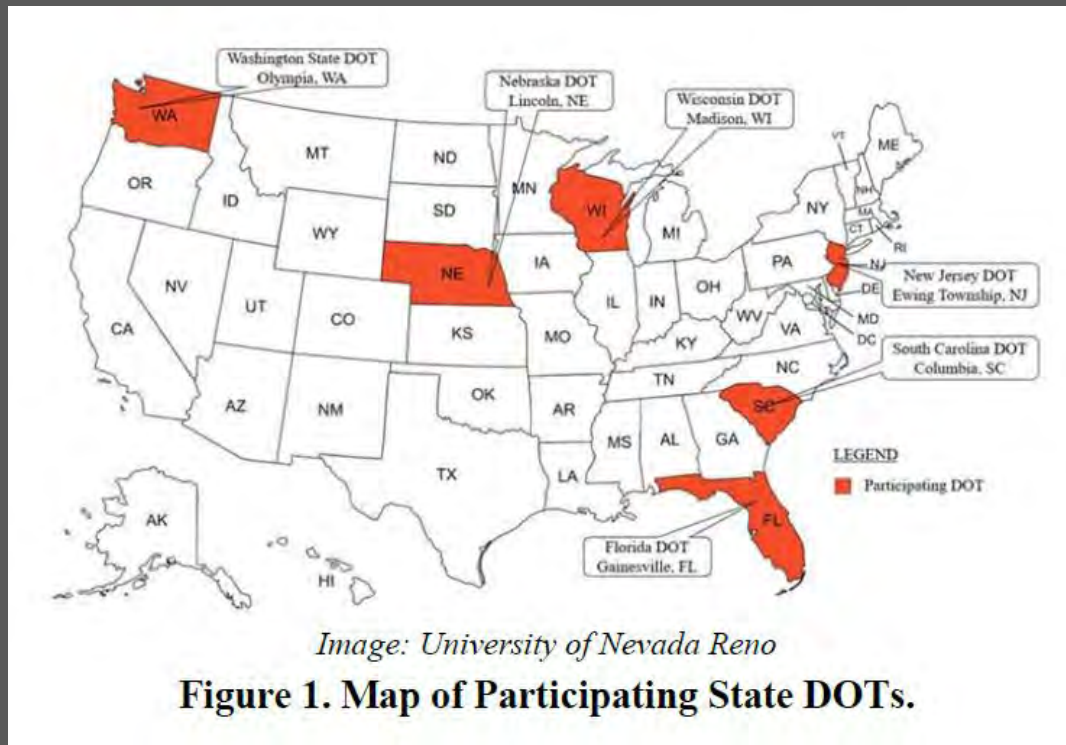 Washington State DOT
Olympia, WA
Nebraska DOT
Lincoln, NE
Wisconsin DOT
Madison, WI
WA
MT
ND
MN
VT
ME
OR
ID
SD
WI
NH
WY
NY
MA
MI
CT
RI
NE
IA
PA
NJ
NV
OH
New Jersey DOT
Ewing Township, NJ
DE
UT
IL
IN
CO
WV
MD
CA
KS
MO
VA
DC
KY
South Carolina DOT
Columbia, SC
NC
TN
AZ
NM
OK
AR
SC
MS
AL
GA
LEGEND
TX
LA
Participating DOT
AK
FL
Florida DOT
Gainesville, FL
HI
Image: University of Nevada Reno
Figure 1. Map of Participating State DOTs.